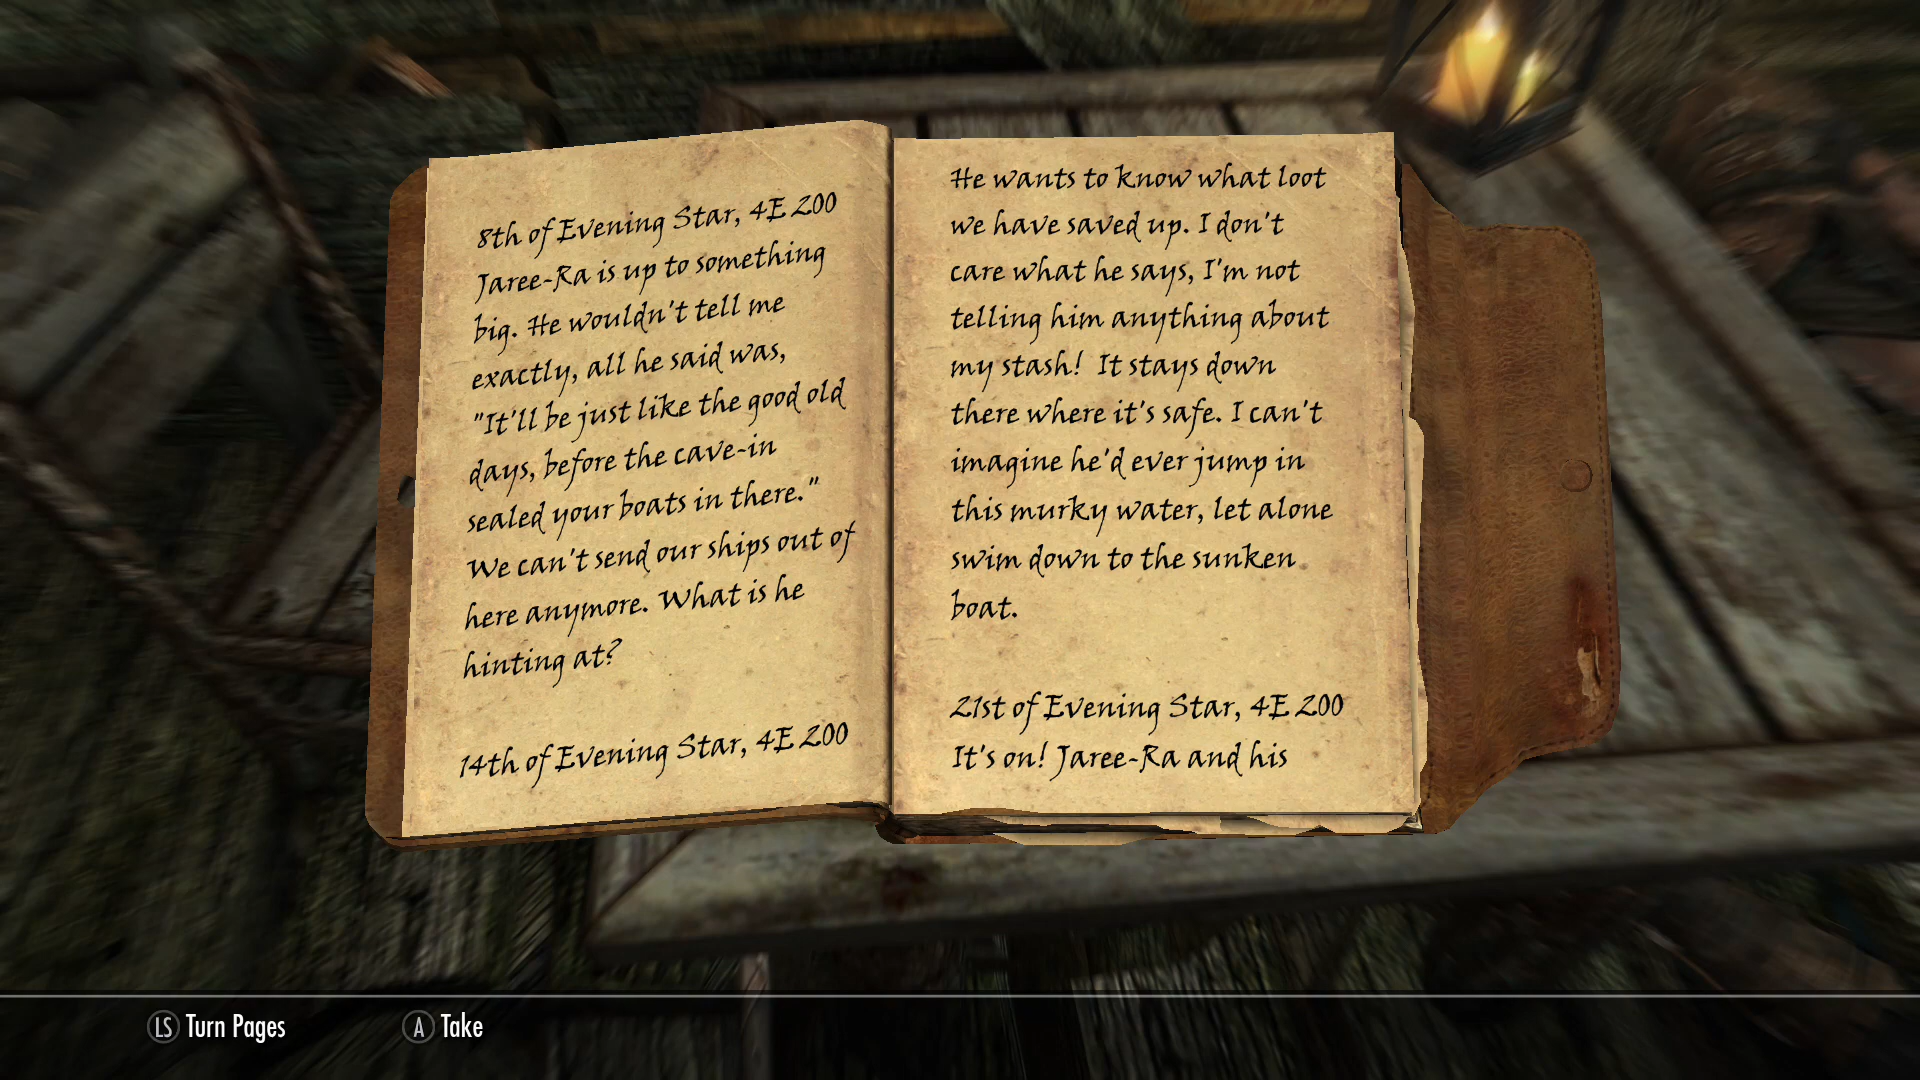 8th of Evening Star, 4E 200
Jaree-Ra is up to something
big. He wouldn't tell me
exactly, all he said was,
"It'll be just like the good old
days, before the cave-in
sealed your boats in there."
We can't send our ships out of
here anymore. What is he
hinting at?
14th of Evening Star, 4E 200
He wants to know what loot
we have saved up. I don't
care what he says, I'm not
telling him anything about
my stash! It stays down
there where it's safe. I can't
imagine he'd ever jump in
this murky water, let alone
swim down to the sunken
boat.
21st of Evening Star, 4E 200
It's on! Jaree-Ra and his
LS Turn Pages
A Take